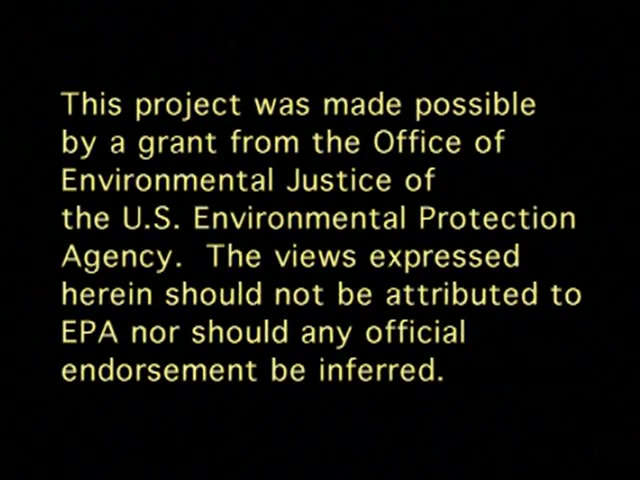 This project was made possible
by a grant from the Office of
Environmental Justice of
the U.S. Environmental Protection
Agency.  The views expressed
herein should not be attributed to
EPA nor should any official
endorsement be inferred.